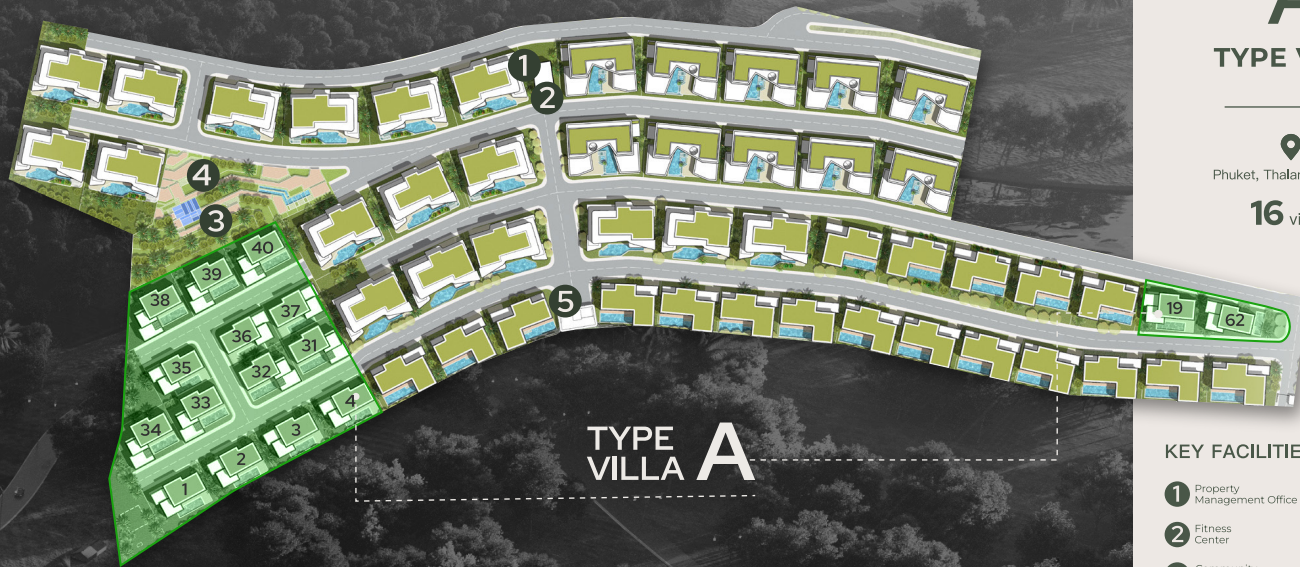 A
TYPE V
Phuket, Thalan
16 vi
1
2
4
3
5
40
39
38
37
36
31
35
32
33
34
4
3
2
1
19
62
TYPE
VILLA A
KEY FACILITIE
1 Property
Management Office
2 Fitness
Center